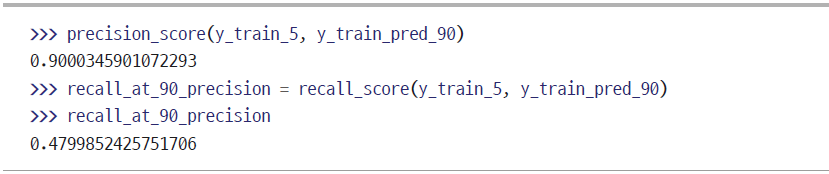 >>> precision_score(y_train_5, y_train_pred_90)
0.9000345901072293
>>> recall_at_90_precision = recall_score(y_train_5, y_train_pred_90)
>>> recall_at_90_precision
0.4799852425751706